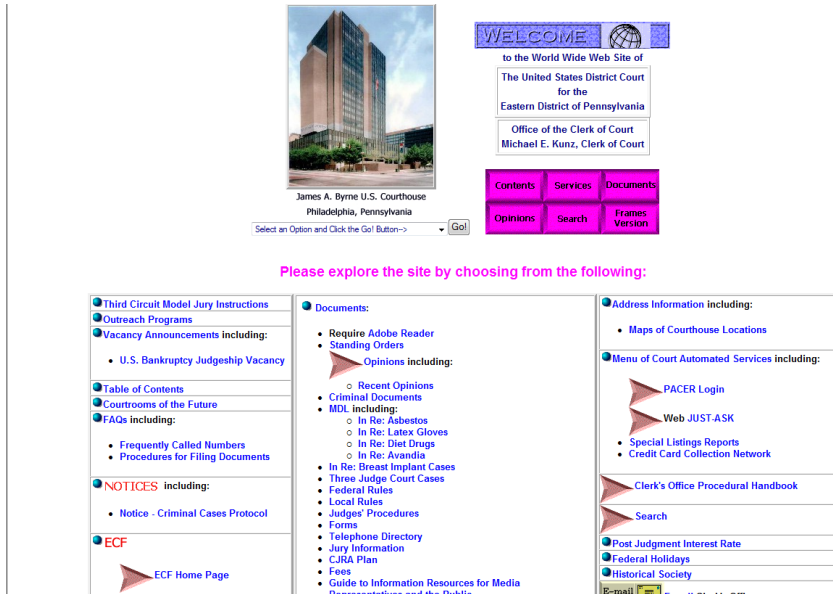 WELCOME
to the World Wide Web Site of
The United States District Court
for the
Eastern District of Pennsylvania
Office of the Clerk of Court
Michael E. Kunz, Clerk of Court
James A. Byrne U.S. Courthouse
Philadelphia, Pennsylvania
Select an Option and Click the Go! Button-->
Go!
Contents Services Documents
Opinions Search Frames Version
Please explore the site by choosing from the following:
Third Circuit Model Jury Instructions
Outreach Programs
Vacancy Announcements including:
U.S. Bankruptcy Judgeship Vacancy
Table of Contents
Courtrooms of the Future
FAQs including:
Frequently Called Numbers
Procedures for Filing Documents
NOTICES including:
Notice - Criminal Cases Protocol
ECF
ECF Home Page
Documents:
Require Adobe Reader
Standing Orders
Opinions including:
Recent Opinions
Criminal Documents
MDL including:
In Re: Asbestos
In Re: Latex Gloves
In Re: Diet Drugs
In Re: Avandia
In Re: Breast Implant Cases
Three Judge Court Cases
Federal Rules
Local Rules
Judges' Procedures
Forms
Telephone Directory
Jury Information
CJRA Plan
Fees
Guide to Information Resources for Media
Representatives and the Public
Address Information including:
Maps of Courthouse Locations
Menu of Court Automated Services including:
PACER Login
Web JUST-ASK
Special Listings Reports
Credit Card Collection Network
Clerk's Office Procedural Handbook
Search
Post Judgment Interest Rate
Federal Holidays
Historical Society
E-mail